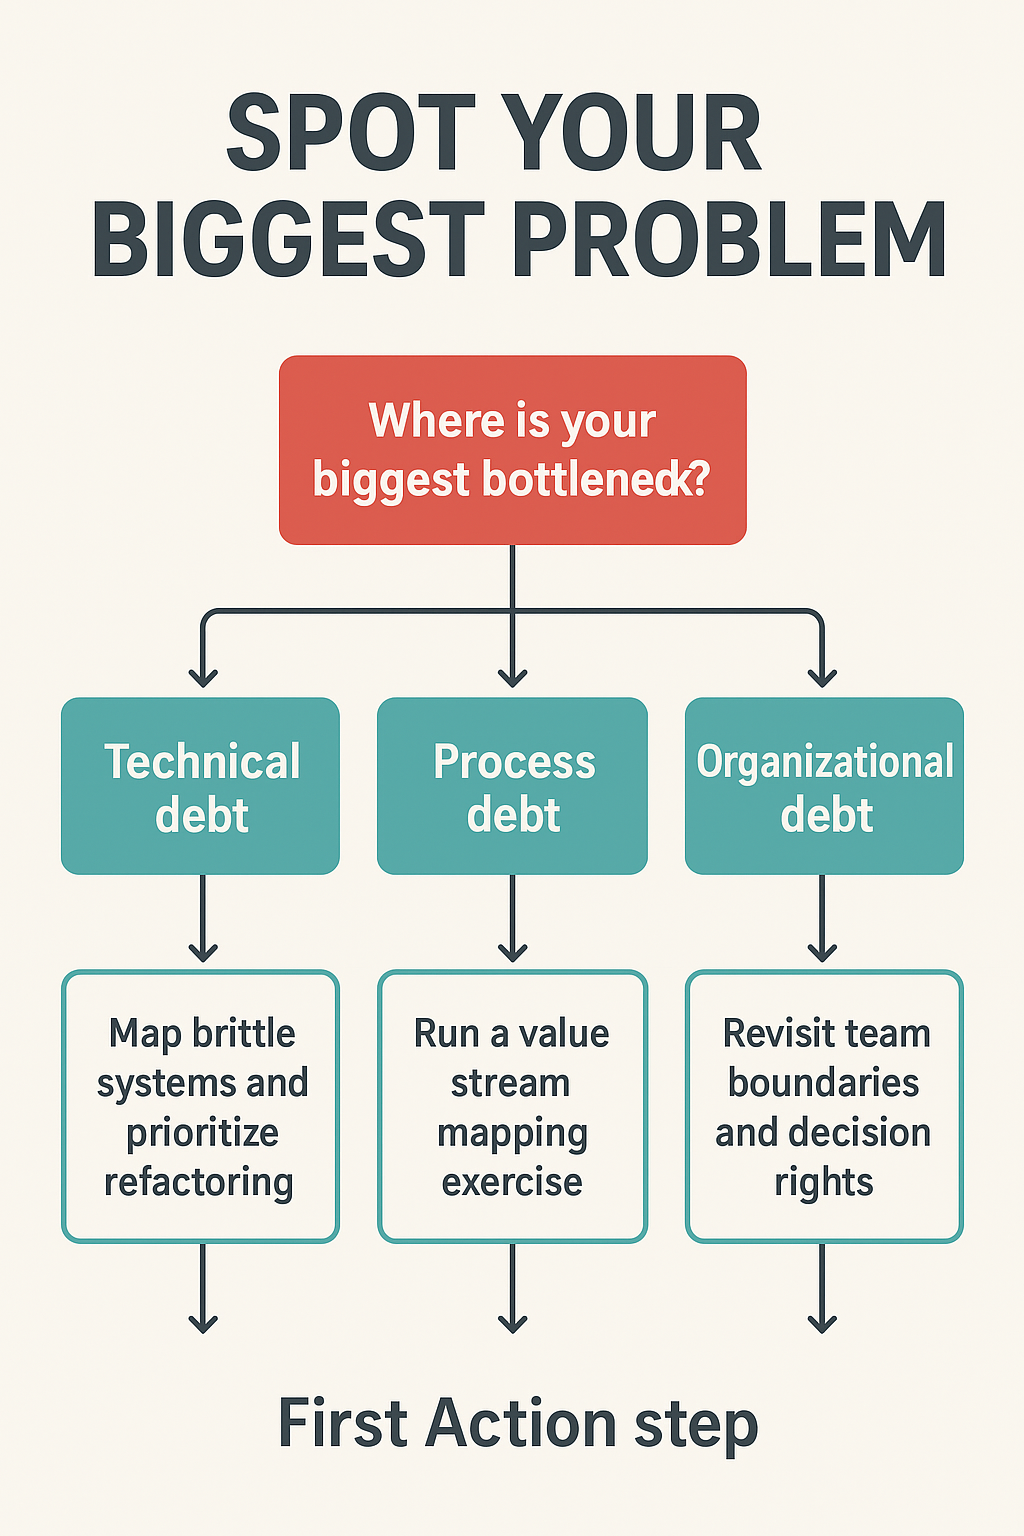 SPOT YOUR
BIGGEST PROBLEM
Where is your
biggest bottleneck?
Technical
debt
Process
debt
Organizational
debt
Map brittle
systems and
prioritize
refactoring
Run a value
stream
mapping
exercise
Revisit team
boundaries
and decision
rights
First Action step